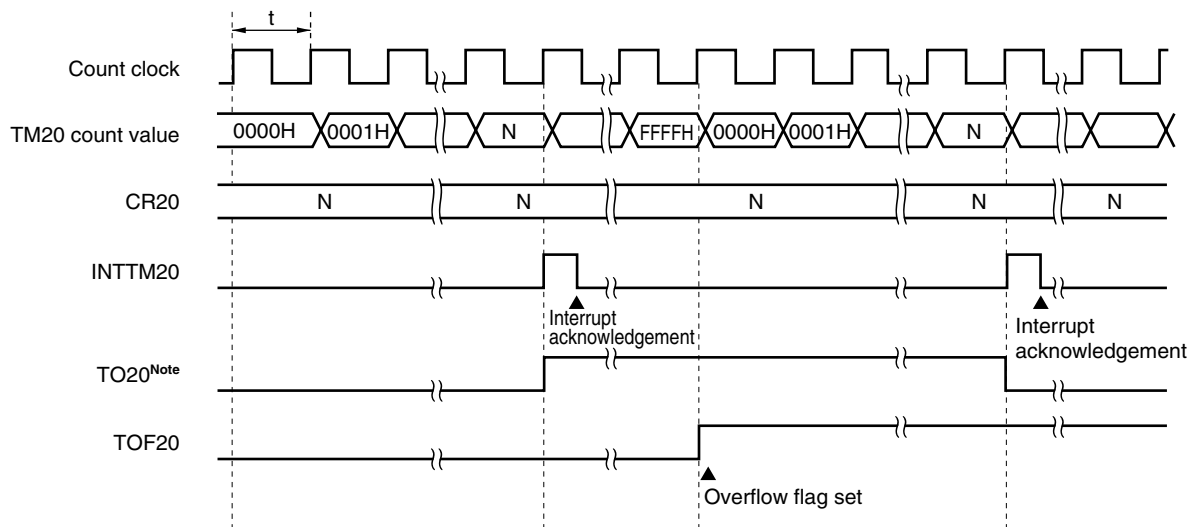 t
Count clock
TM20 count value
0000H 0001H N FFFFH 0000H 0001H N
CR20
N N N N N
INTTM20
Interrupt
acknowledgement
Interrupt
acknowledgement
TO20Note
TOF20
Overflow flag set